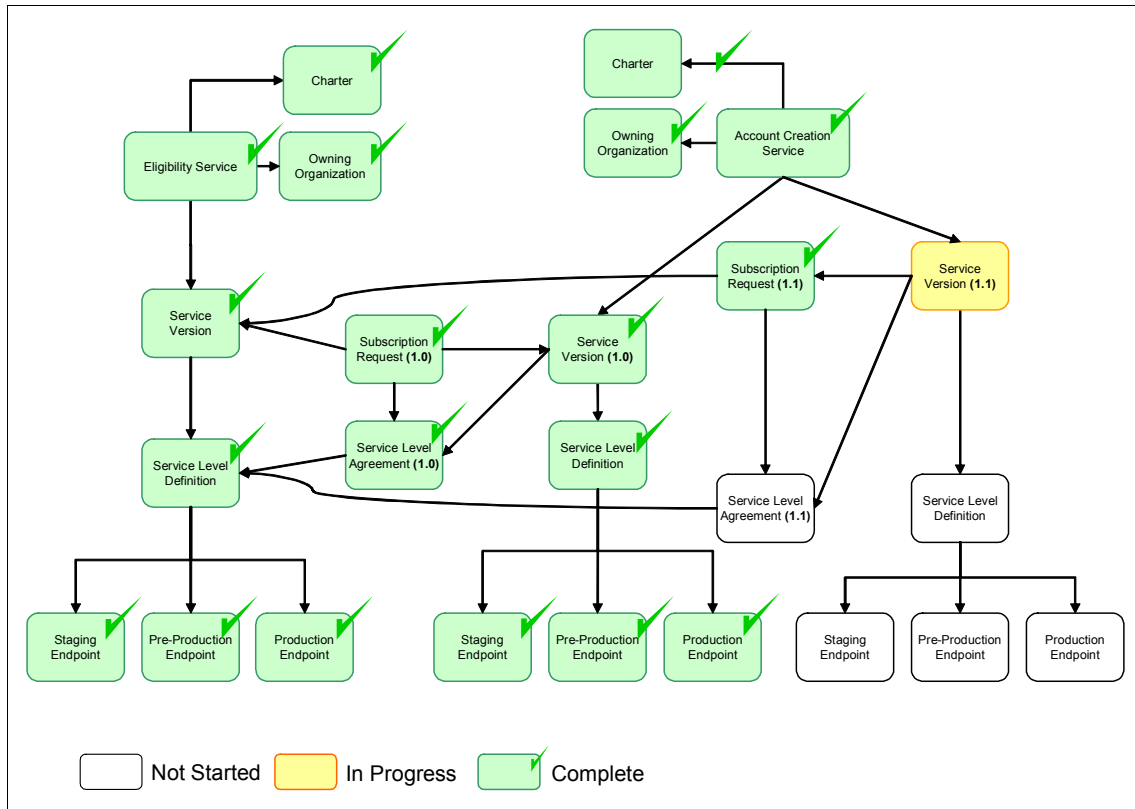 Charter
Charter
Eligibility Service
Owning
Organization
Owning
Organization
Account Creation
Service
Service
Version
Subscription
Request (1.0)
Service
Version (1.0)
Subscription
Request (1.1)
Service
Version (1.1)
Service Level
Definition
Service Level
Agreement (1.0)
Service Level
Definition
Service Level
Agreement (1.1)
Service Level
Definition
Staging
Endpoint
Pre-Production
Endpoint
Production
Endpoint
Staging
Endpoint
Pre-Production
Endpoint
Production
Endpoint
Staging
Endpoint
Pre-Production
Endpoint
Production
Endpoint
Not Started
In Progress
Complete